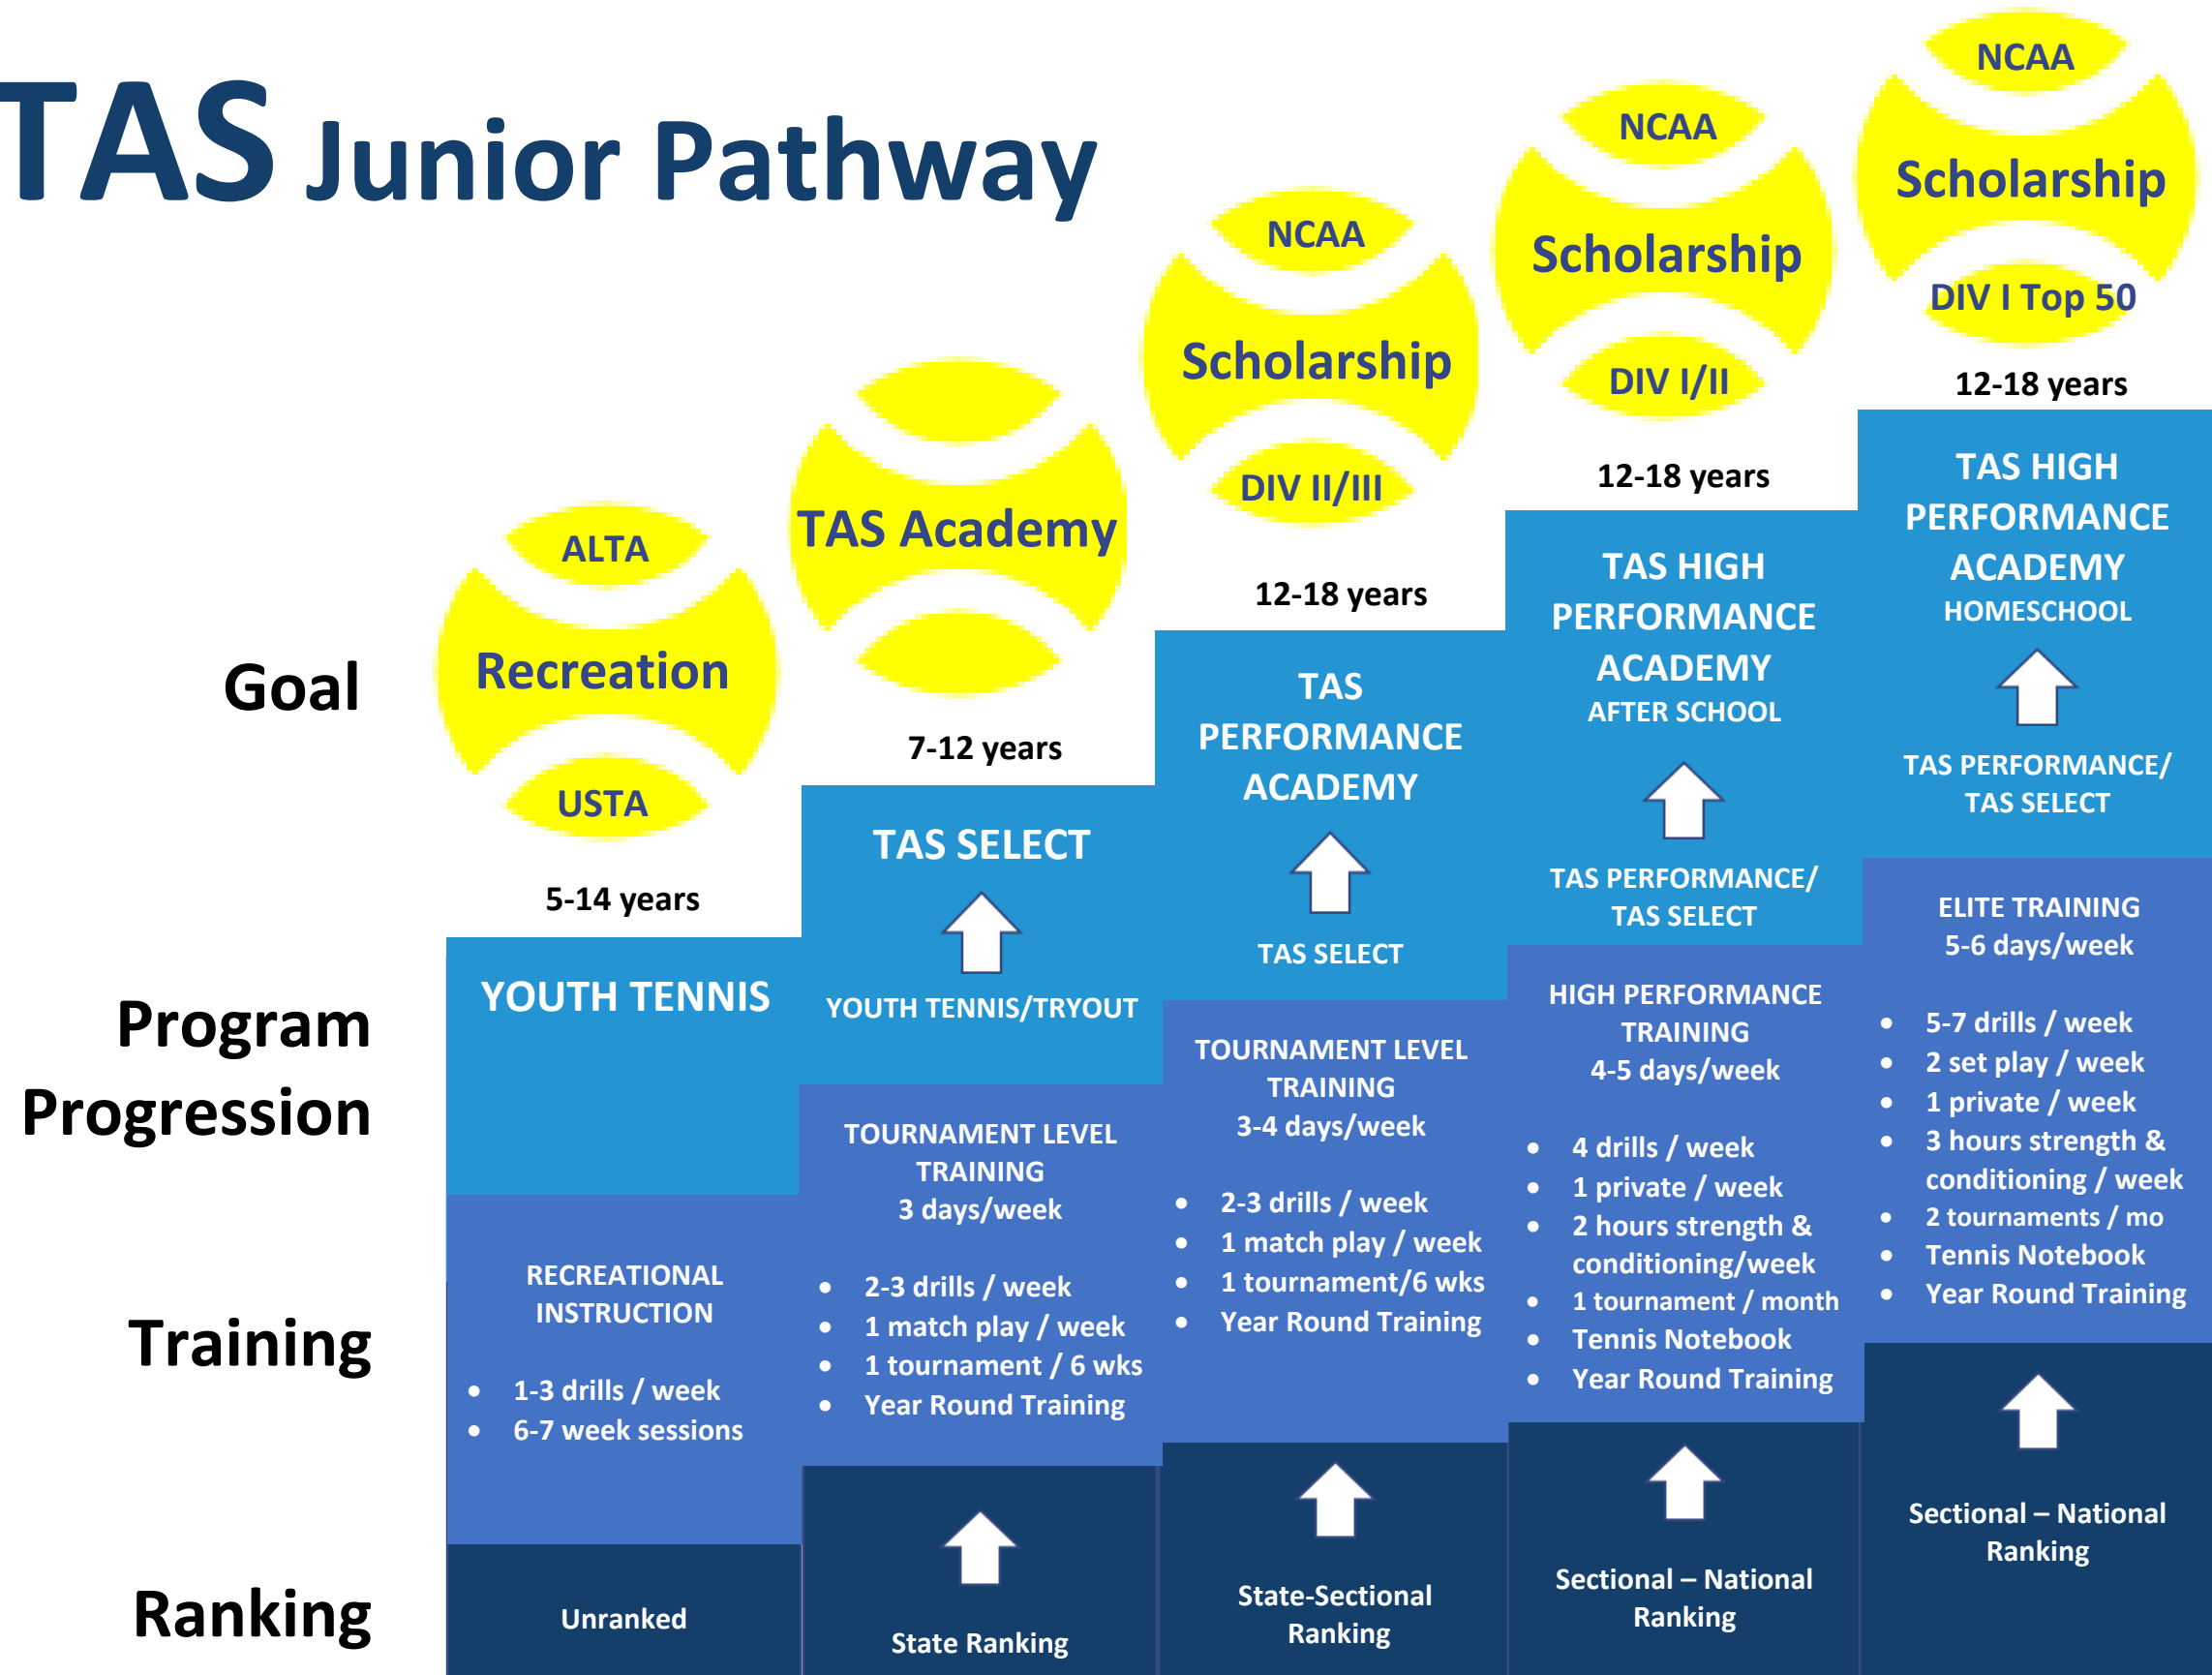 TAS Junior Pathway
Goal
Program
Progression
Training
Ranking
ALTA
Recreation
USTA
5-14 years
YOUTH TENNIS
RECREATIONAL
INSTRUCTION
• 1-3 drills / week
• 6-7 week sessions
Unranked
TAS Academy
7-12 years
TAS SELECT
YOUTH TENNIS/TRYOUT
TOURNAMENT LEVEL
TRAINING
3 days/week
• 2-3 drills / week
• 1 match play / week
• 1 tournament / 6 wks
• Year Round Training
State Ranking
NCAA
Scholarship
DIV II/III
12-18 years
TAS
PERFORMANCE
ACADEMY
TAS SELECT
TOURNAMENT LEVEL
TRAINING
3-4 days/week
• 2-3 drills / week
• 1 match play / week
• 1 tournament/6 wks
• Year Round Training
State-Sectional
Ranking
NCAA
Scholarship
DIV I/II
12-18 years
TAS HIGH
PERFORMANCE
ACADEMY
AFTER SCHOOL
TAS PERFORMANCE/
TAS SELECT
HIGH PERFORMANCE
TRAINING
4-5 days/week
• 4 drills / week
• 1 private / week
• 2 hours strength &
conditioning/week
• 1 tournament / month
• Tennis Notebook
• Year Round Training
Sectional – National
Ranking
NCAA
Scholarship
DIV I Top 50
12-18 years
TAS HIGH
PERFORMANCE
ACADEMY
HOMESCHOOL
TAS PERFORMANCE/
TAS SELECT
ELITE TRAINING
5-6 days/week
• 5-7 drills / week
• 2 set play / week
• 1 private / week
• 3 hours strength &
conditioning / week
• 2 tournaments / mo
• Tennis Notebook
• Year Round Training
Sectional – National
Ranking